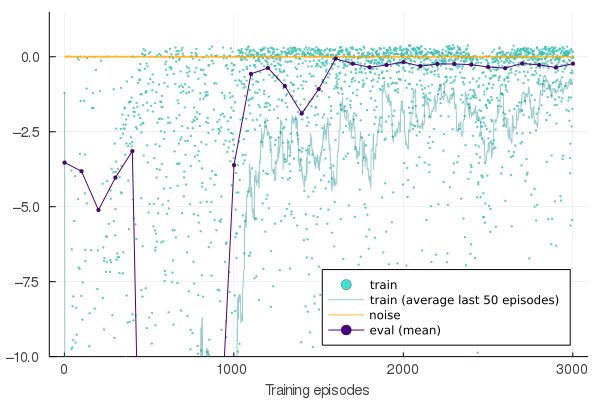 0.0
−2.5
−5.0
−7.5
−10.0
0
1000
2000
3000
Training episodes
train
train (average last 50 episodes)
noise
eval (mean)